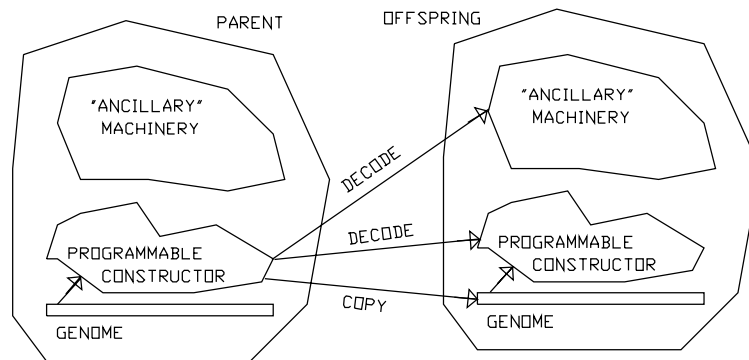 PARENT
OFFSPRING
"ANCILLARY"
MACHINERY
"ANCILLARY"
MACHINERY
DECODE
DECODE
PROGRAMMABLE
CONSTRUCTOR
PROGRAMMABLE
CONSTRUCTOR
COPY
GENOME
GENOME